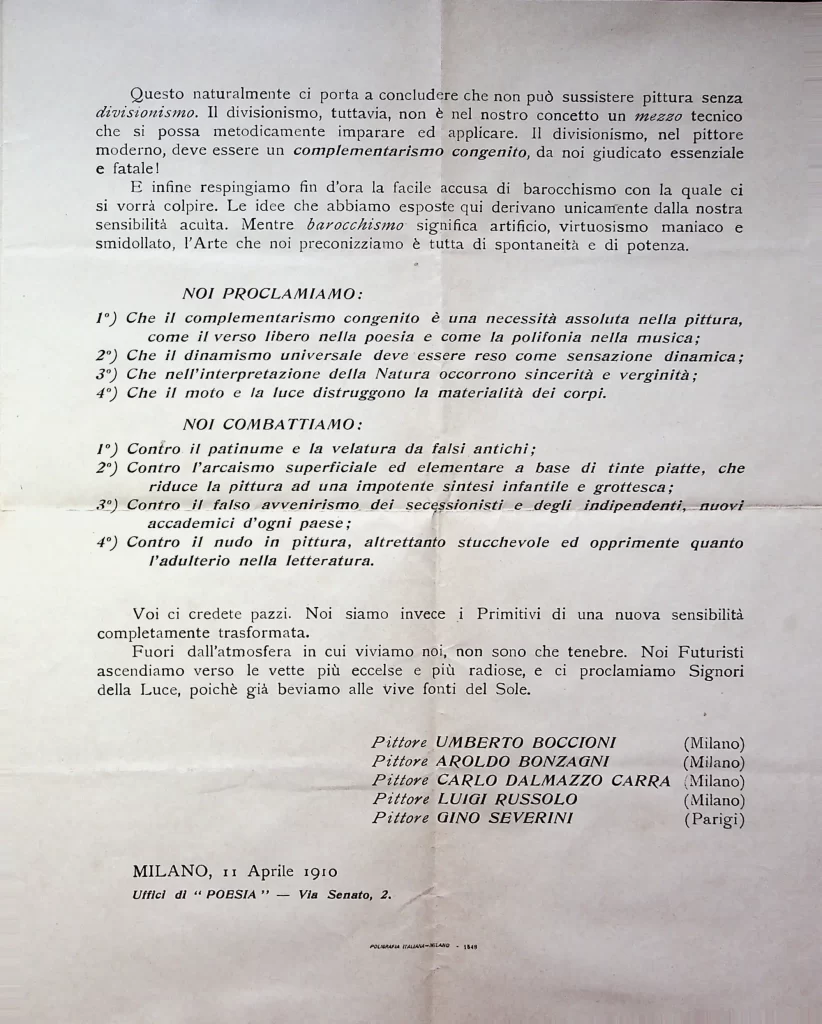 Questo naturalmente ci porta a concludere che non può sussistere pittura senza
divisionismo. Il divisionismo, tuttavia, non è nel nostro concetto un mezzo tecnico
che si possa metodicamente imparare ed applicare. Il divisionismo, nel pittore
moderno, deve essere un complementarismo congenito, da noi giudicato essenziale
e fatale!
E infine respingiamo fin d'ora la facile accusa di barocchismo con la quale ci
si vorrà colpire. Le idee che abbiamo esposte qui derivano unicamente dalla nostra
sensibilità acuìta. Mentre barocchismo significa artificio, virtuosismo maniaco e
smidollato, l'Arte che noi preconizziamo è tutta di spontaneità e di potenza.
NOI PROCLAMIAMO:
1º) Che il complementarismo congenito è una necessità assoluta nella pittura,
come il verso libero nella poesia e come la polifonia nella musica;
2º) Che il dinamismo universale deve essere reso come sensazione dinamica;
3º) Che nell'interpretazione della Natura occorrono sincerità e verginità;
4º) Che il moto e la luce distruggono la materialità dei corpi.
NOI COMBATTIAMO:
1º) Contro il patinume e la velatura da falsi antichi;
2º) Contro l'arcaismo superficiale ed elementare a base di tinte piatte, che
riduce la pittura ad una impotente sintesi infantile e grottesca;
3º) Contro il falso avvenirismo dei secessionisti e degli indipendenti, nuovi
accademici d'ogni paese;
4º) Contro il nudo in pittura, altrettanto stucchevole ed opprimente quanto
l'adulterio nella letteratura.
Voi ci credete pazzi. Noi siamo invece i Primitivi di una nuova sensibilità
completamente trasformata.
Fuori dall'atmosfera in cui viviamo noi, non sono che tenebre. Noi Futuristi
ascendiamo verso le vette più eccelse e più radiose, e ci proclamiamo Signori
della Luce, poichè già beviamo alle vive fonti del Sole.
Pittore UMBERTO BOCCIONI (Milano)
Pittore AROLDO BONZAGNI (Milano)
Pittore CARLO DALMAZZO CARRA (Milano)
Pittore LUIGI RUSSOLO (Milano)
Pittore GINO SEVERINI (Parigi)
MILANO, 11 Aprile 1910
Uffici di “ POESIA ” — Via Senato, 2.
POLIGRAFIA ITALIANA-MILANO - 1849